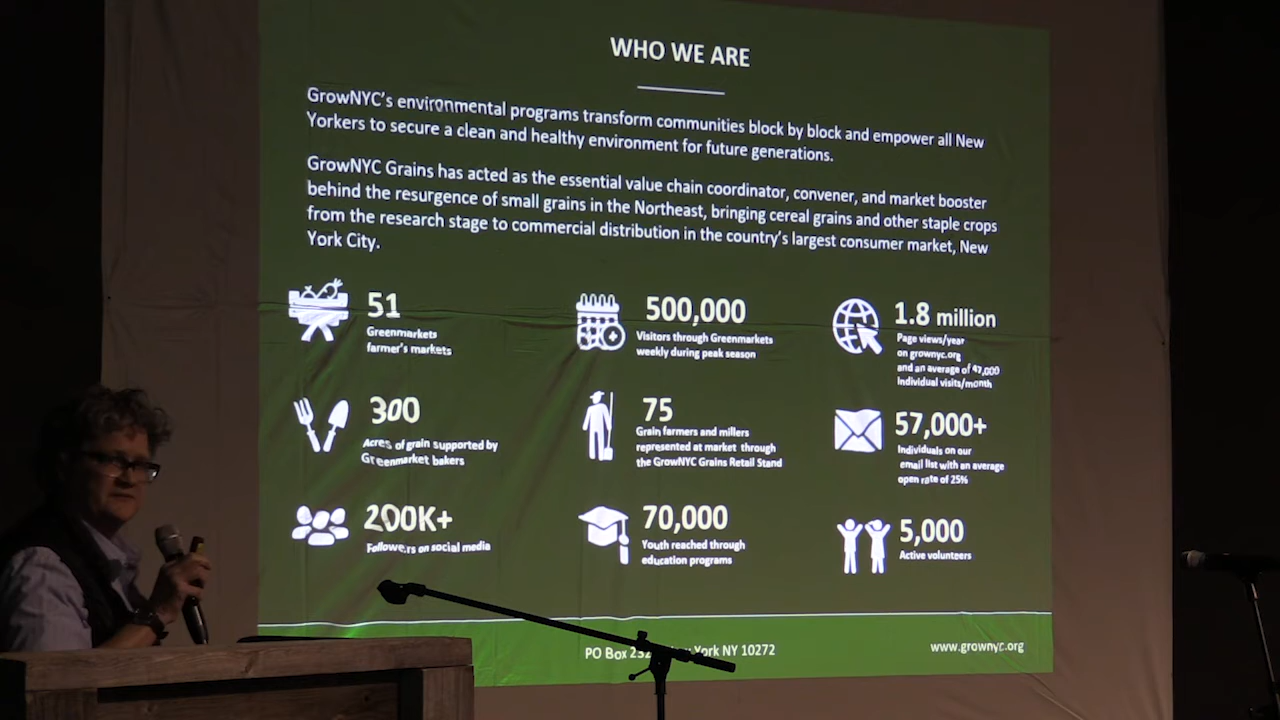 WHO WE ARE
GrowNYC's environmental programs transform communities block by block and empower all New
Yorkers to secure a clean and healthy environment for future generations.
GrowNYC Grains has acted as the essential value chain coordinator, convener, and market booster
behind the resurgence of small grains in the Northeast, bringing cereal grains and other staple crops
from the research stage to commercial distribution in the country's largest consumer market, New
York City.
51
Greenmarkets
farmer's markets
500,000
Visitors through Greenmarkets
weekly during peak season
1.8 million
Page views/year
on grownyc.org
and an average of 47,000
individual visits/month
300
Acres of grain supported by
Greenmarket bakers
75
Grain farmers and millers
represented at market through
the GrowNYC Grains Retail Stand
57,000+
Individuals on our
email list with an average
open rate of 25%
200K+
Followers on social media
70,000
Youth reached through
education programs
5,000
Active volunteers
PO Box York NY 10272
www.grownyc.org